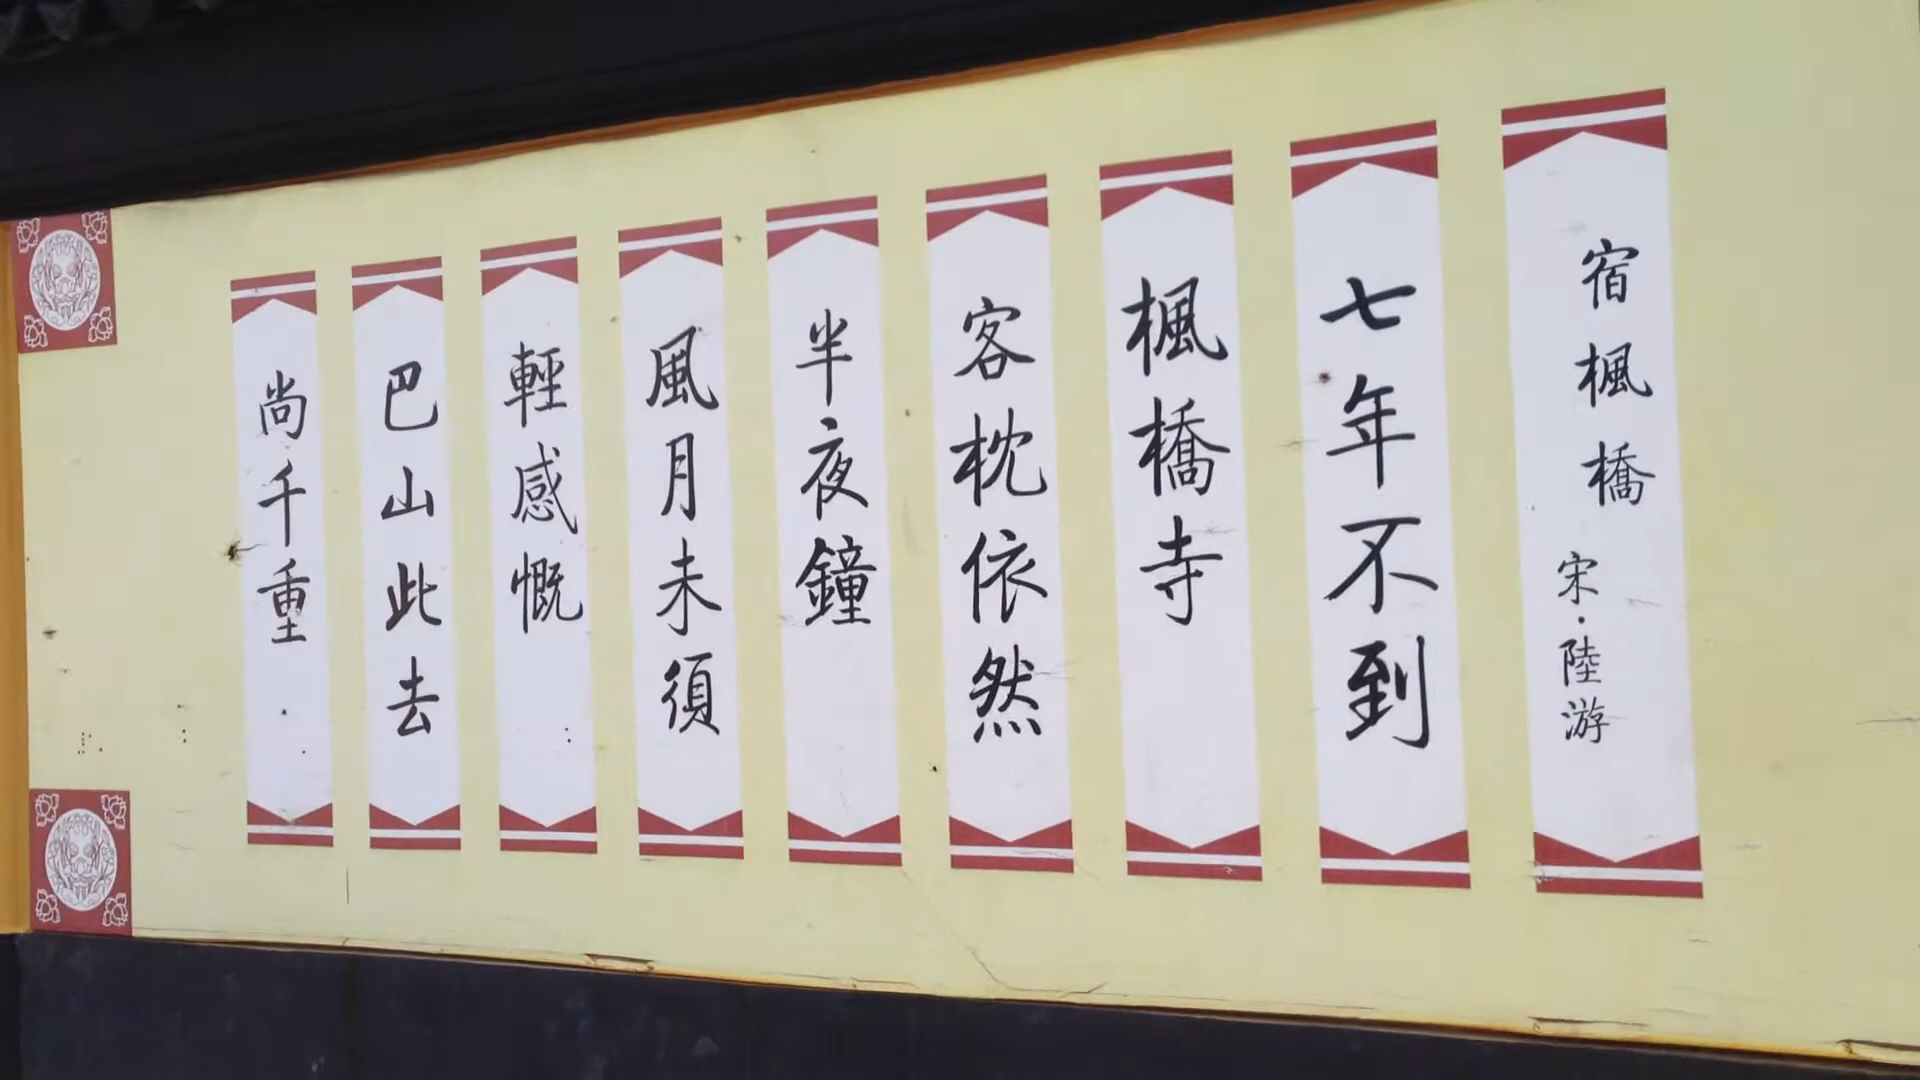 宿楓橋 宋·陸游
七年不到
楓橋寺
客枕依然
半夜鐘
風月未須
輕感慨
巴山此去
尚千重